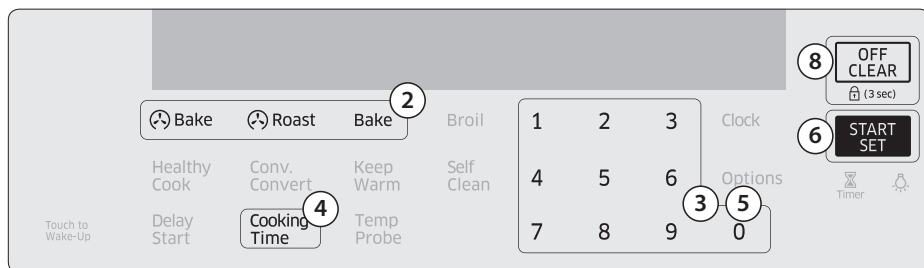 8 OFF
CLEAR
(3 sec)
2
Bake Roast Bake Broil 1 2 3 Clock
6 START
SET
Healthy
Cook
Conv.
Convert
Keep
Warm
Self
Clean
4 5 6 Options
Timer
4 3 5
Touch to
Wake-Up
Delay
Start
Cooking
Time
Temp
Probe
7 8 9 0